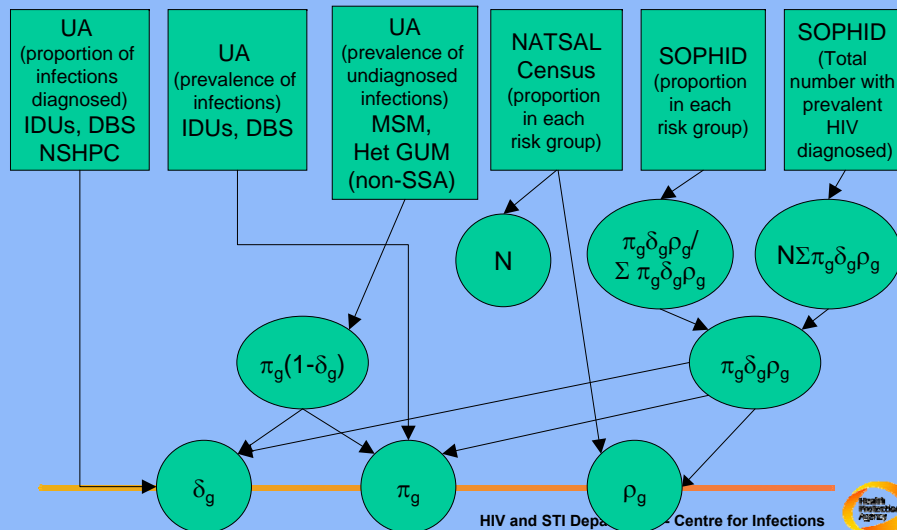 UA
(proportion of
infections
diagnosed)
IDUs, DBS
NSHPC
UA
(prevalence of
infections)
IDUs, DBS
UA
(prevalence of
undiagnosed
infections)
MSM,
Het GUM
(non-SSA)
NATSAL
Census
(proportion
in each
risk group)
SOPHID
(proportion
in each
risk group)
SOPHID
(Total
number with
prevalent
HIV
diagnosed)
N
πgδgρg/
Σ πgδgρg
NΣπgδgρg
πg(1-δg)
πgδgρg
δg
πg
ρg
HIV and STI Depa - Centre for Infections
Health
Protection
Agency